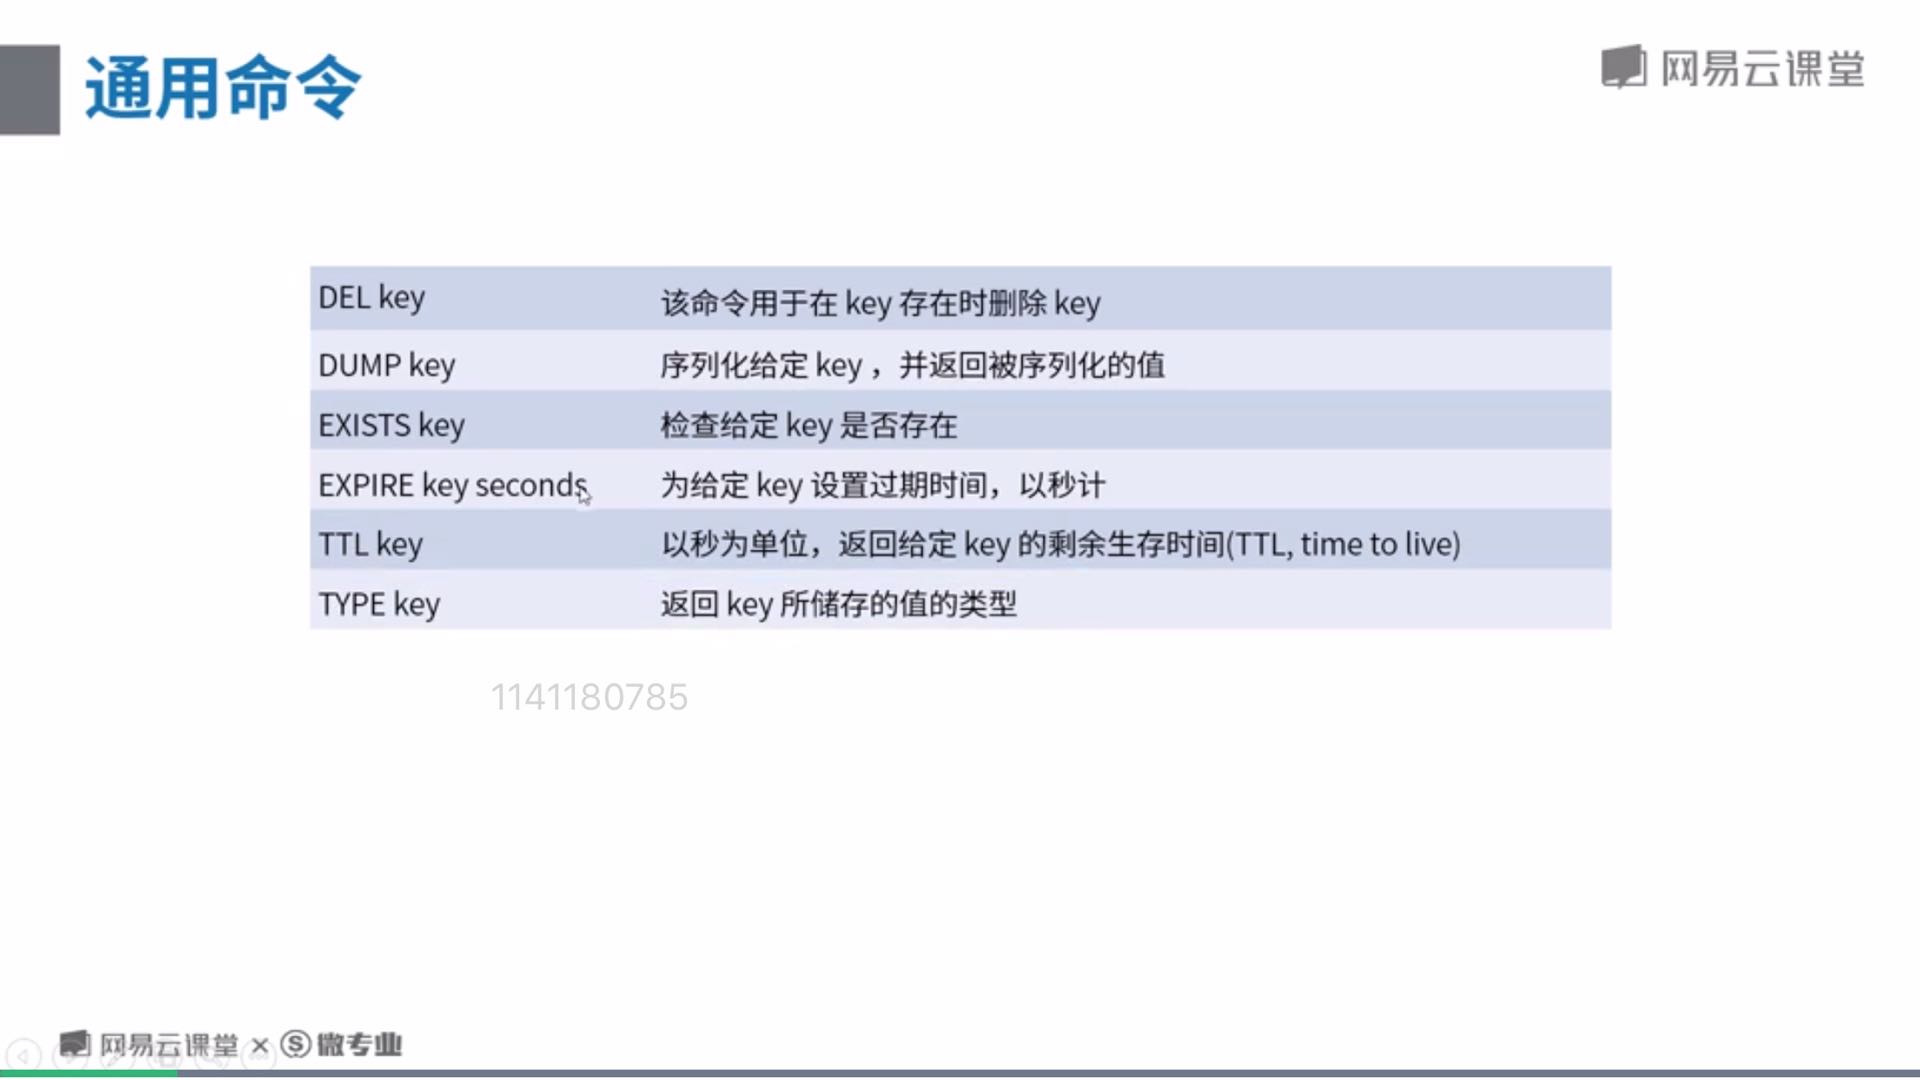 通用命令
网易云课堂
DEL key 该命令用于在 key 存在时删除 key
DUMP key 序列化给定 key ，并返回被序列化的值
EXISTS key 检查给定 key 是否存在
EXPIRE key seconds 为给定 key 设置过期时间，以秒计
TTL key 以秒为单位，返回给定 key 的剩余生存时间(TTL, time to live)
TYPE key 返回 key 所储存的值的类型
1141180785
网易云课堂 × 微专业